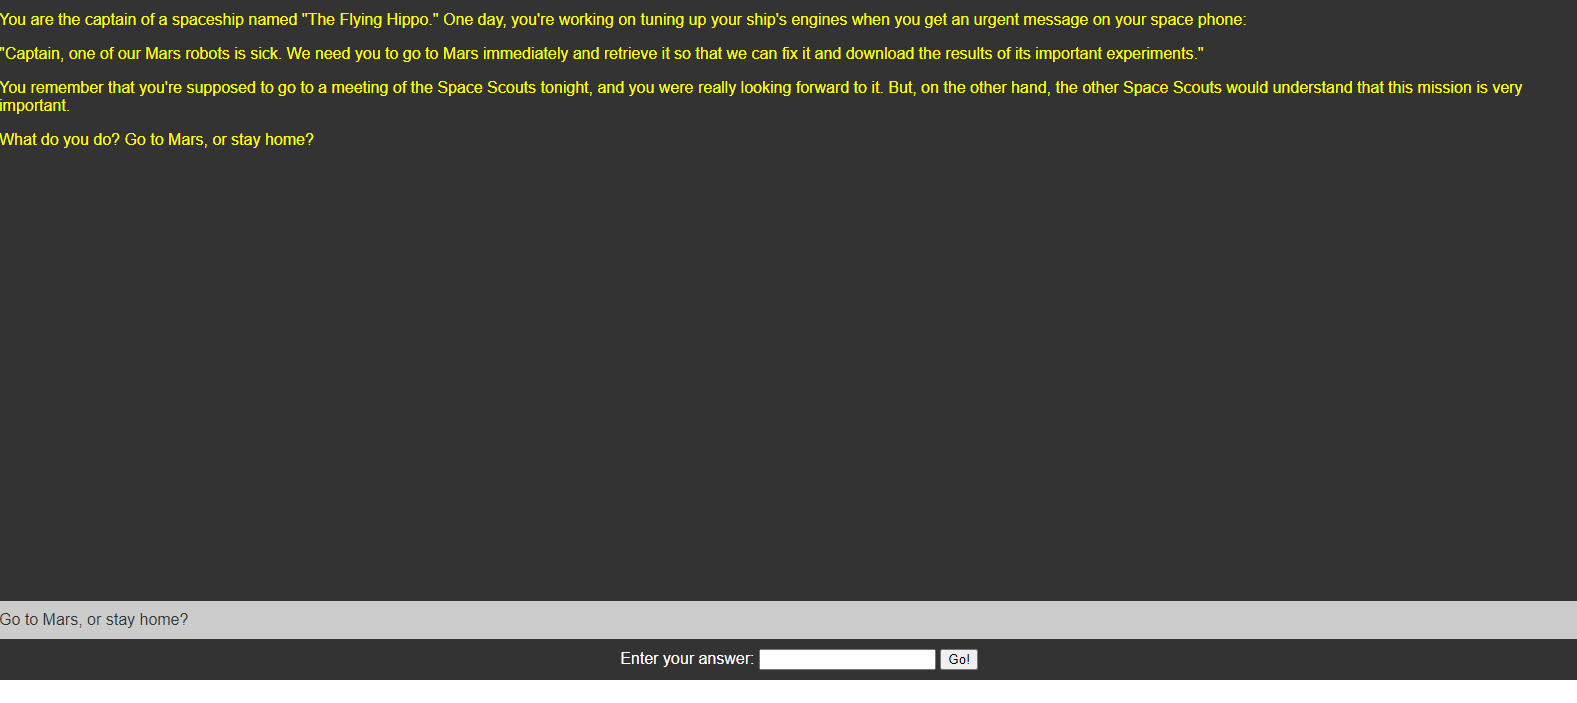 You are the captain of a spaceship named "The Flying Hippo." One day, you're working on tuning up your ship's engines when you get an urgent message on your space phone:
"Captain, one of our Mars robots is sick. We need you to go to Mars immediately and retrieve it so that we can fix it and download the results of its important experiments."
You remember that you're supposed to go to a meeting of the Space Scouts tonight, and you were really looking forward to it. But, on the other hand, the other Space Scouts would understand that this mission is very
important.
What do you do? Go to Mars, or stay home?
Go to Mars, or stay home?
Enter your answer: Go!